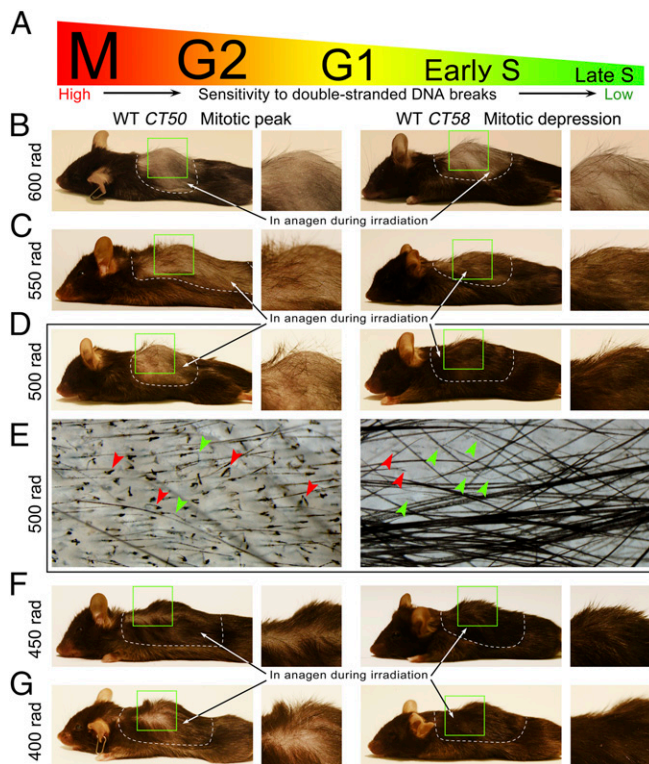 A
M G2 G1 Early S Late S
High Sensitivity to double-stranded DNA breaks Low
WT CT50 Mitotic peak WT CT58 Mitotic depression
B
600 rad
In anagen during irradiation
C
550 rad
In anagen during irradiation
D
500 rad
E
500 rad
F
450 rad
In anagen during irradiation
G
400 rad